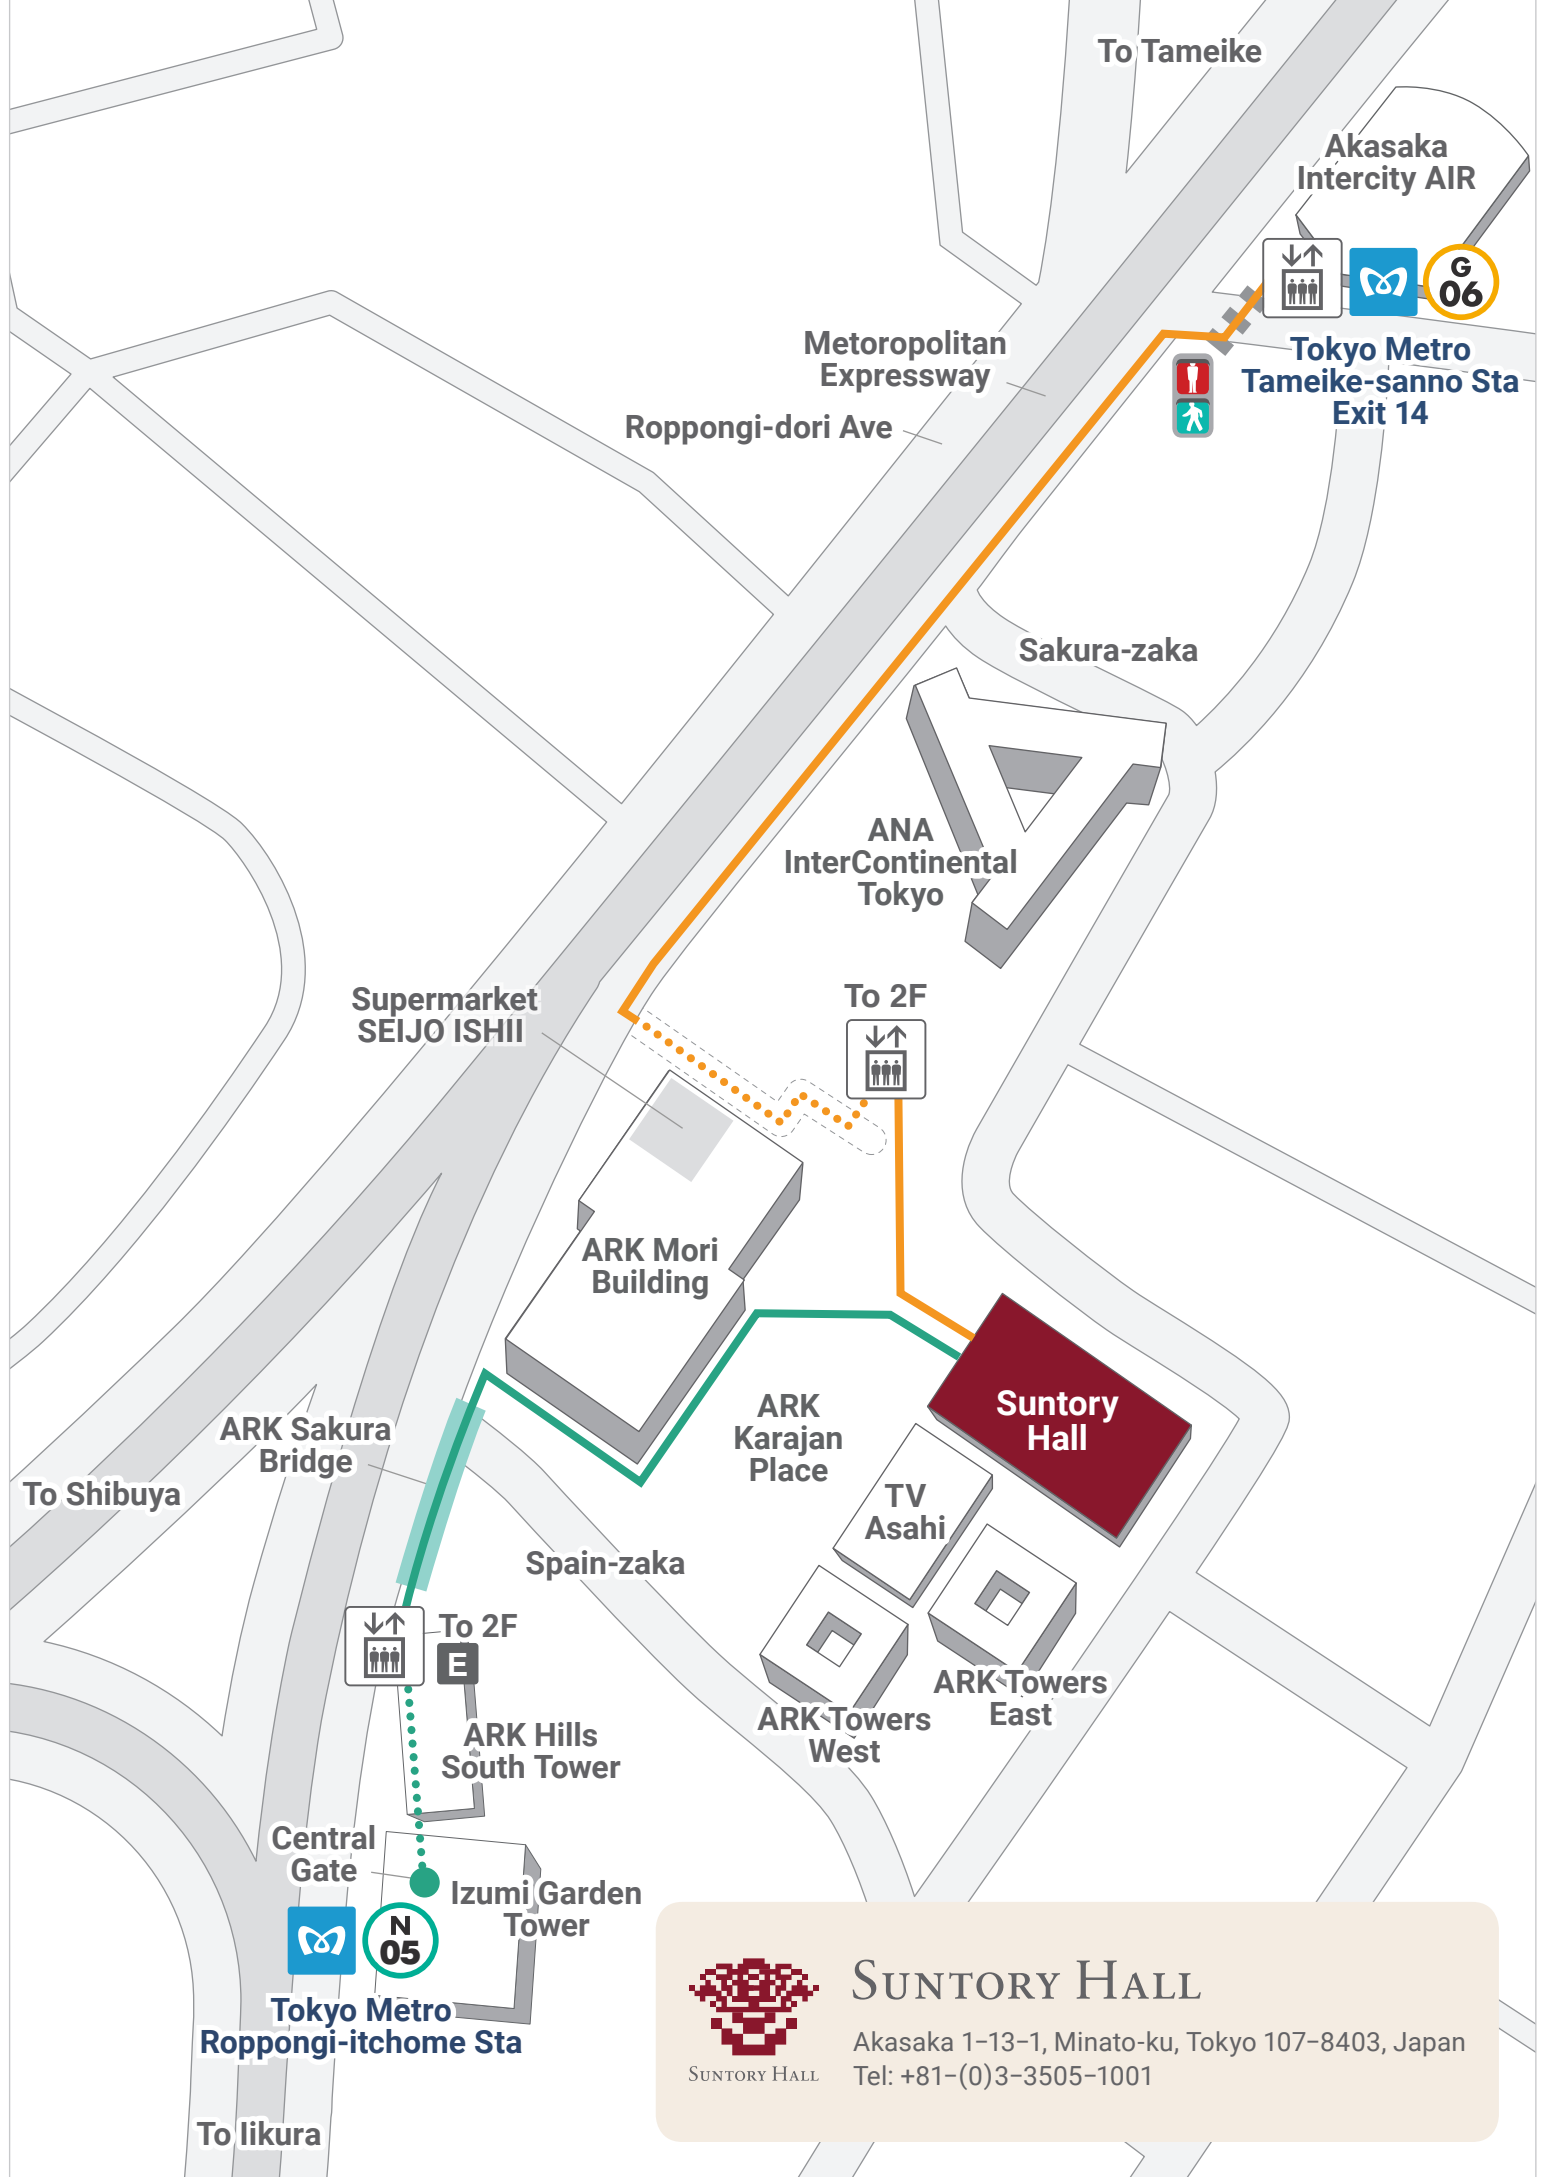 To Tameike
Akasaka
Intercity AIR
G
06
Tokyo Metro
Tameike-sanno Sta
Exit 14
Metoropolitan
Expressway
Roppongi-dori Ave
Sakura-zaka
ANA
InterContinental
Tokyo
To 2F
Supermarket
SEIJO ISHII
ARK Mori
Building
Suntory
Hall
ARK
Karajan
Place
ARK Sakura
Bridge
To Shibuya
TV
Asahi
Spain-zaka
To 2F
E
ARK Towers
East
ARK Towers
West
ARK Hills
South Tower
Central
Gate
Izumi Garden
Tower
N
05
Tokyo Metro
Roppongi-itchome Sta
To Iikura
SUNTORY HALL
SUNTORY HALL
Akasaka 1-13-1, Minato-ku, Tokyo 107-8403, Japan
Tel: +81-(0)3-3505-1001